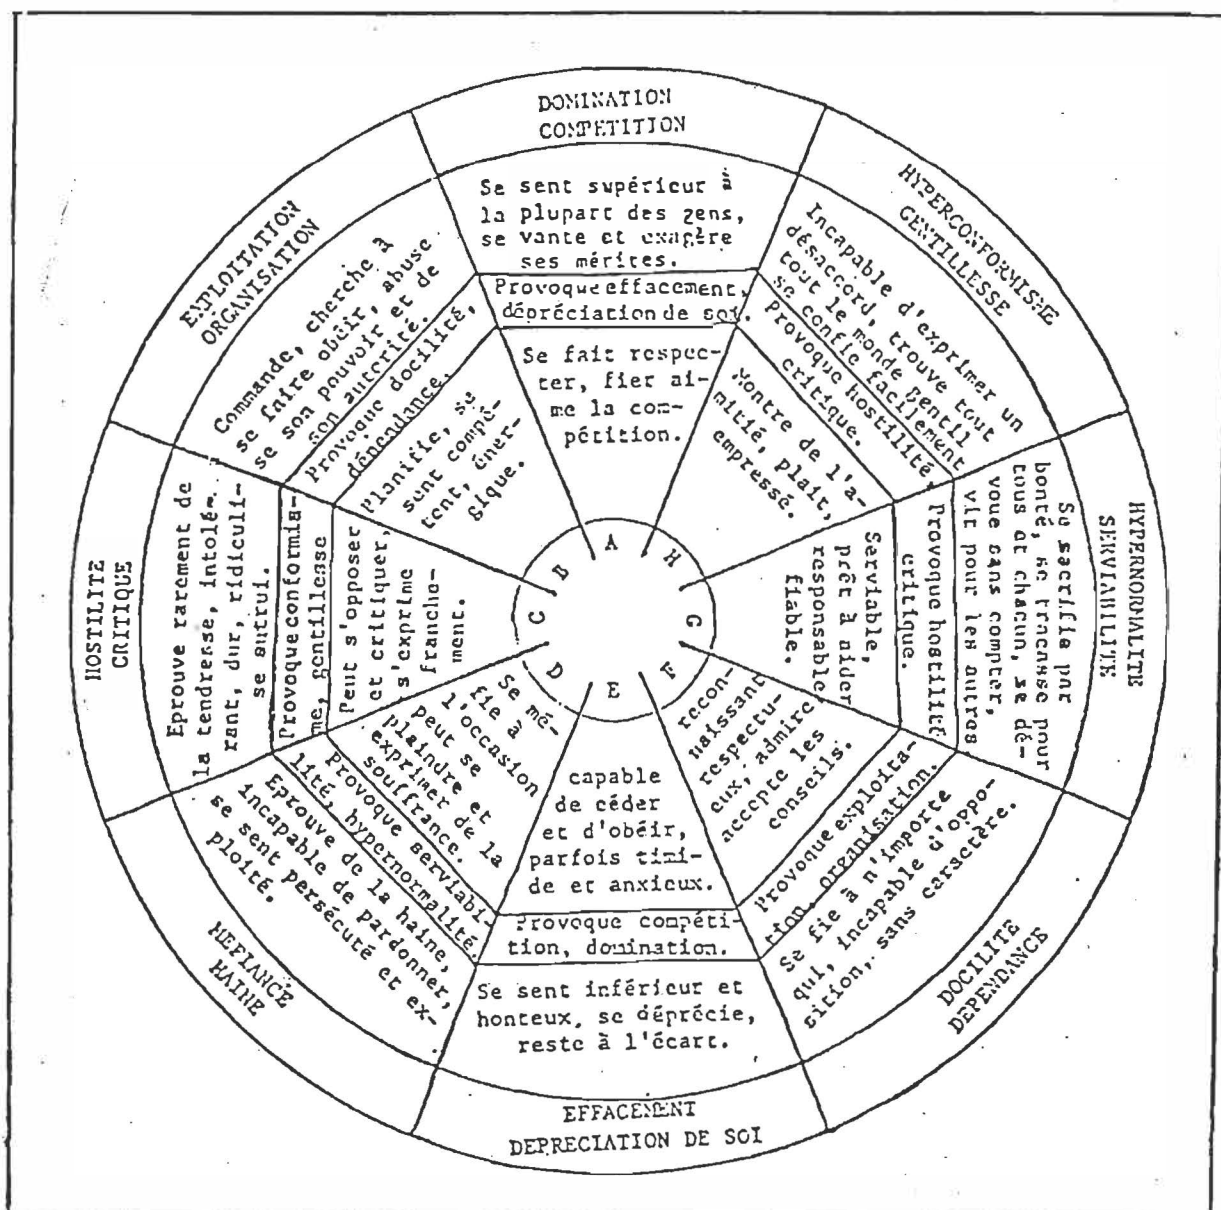 DOMINATION
COMPETITION
Se sent supérieur à
la plupart des gens,
se vante et exagère
ses mérites.
Provoque effacement,
dépréciation de soi.
Se fait respec-
ter, fier ai-
me la com-
pétition.
A
HYPERCONFORMISME
GENTILLESSE
Incapable d'exprimer un
désaccord, trouve tout
tout le monde gentil
se confie facilement
Provoque hostilité,
critique.
Montre de l'a-
mitié, plait,
empressé.
H
HYPERNORMALITE
SERVIABILITE
Se sacrifie par
bonté, se tracasse pour
tous et chacun, se dé-
voue sans compter,
vit pour les autres
Provoque hostilité
critique.
Serviable,
prêt à aider
responsable
fiable.
G
DOCILITE
DEPENDANCE
recon-
naissant
respectu-
eux, admire
accepte les
conseils.
Provoque exploita-
tion, organisation.
Se fie à n'importe
qui, incapable d'oppo-
sition, sans caractère.
F
E
capable
de céder
et d'obéir,
parfois timi-
de et anxieux.
Provoque compéti-
tion, domination.
Se sent inférieur et
honteux, se déprécie,
reste à l'écart.
EFFACEMENT
DEPRECIATION DE SOI
D
Se mé-
fie à
l'occasion
peut se
plaindre et
exprimer de la
souffrance.
Provoque serviabi-
lité, hypernormalité.
Eprouve de la haine,
incapable de pardonner,
se sent persécuté et ex-
ploité.
MEFIANCE
HAINE
HOSTILITE
CRITIQUE
Eprouve rarement de
la tendresse, intolé-
rant, dur, ridiculi-
se autrui.
Provoque conformis-
me, gentillesse
Peut s'opposer
et critiquer,
s'exprime
franche-
ment.
C
EXPLOITATION
ORGANISATION
Commande, cherche à
se faire obéir, abuse
se son pouvoir et de
son autorité.
Provoque docilité,
dépendance.
Planifie, se
sent compé-
tent, éner-
gique.
B